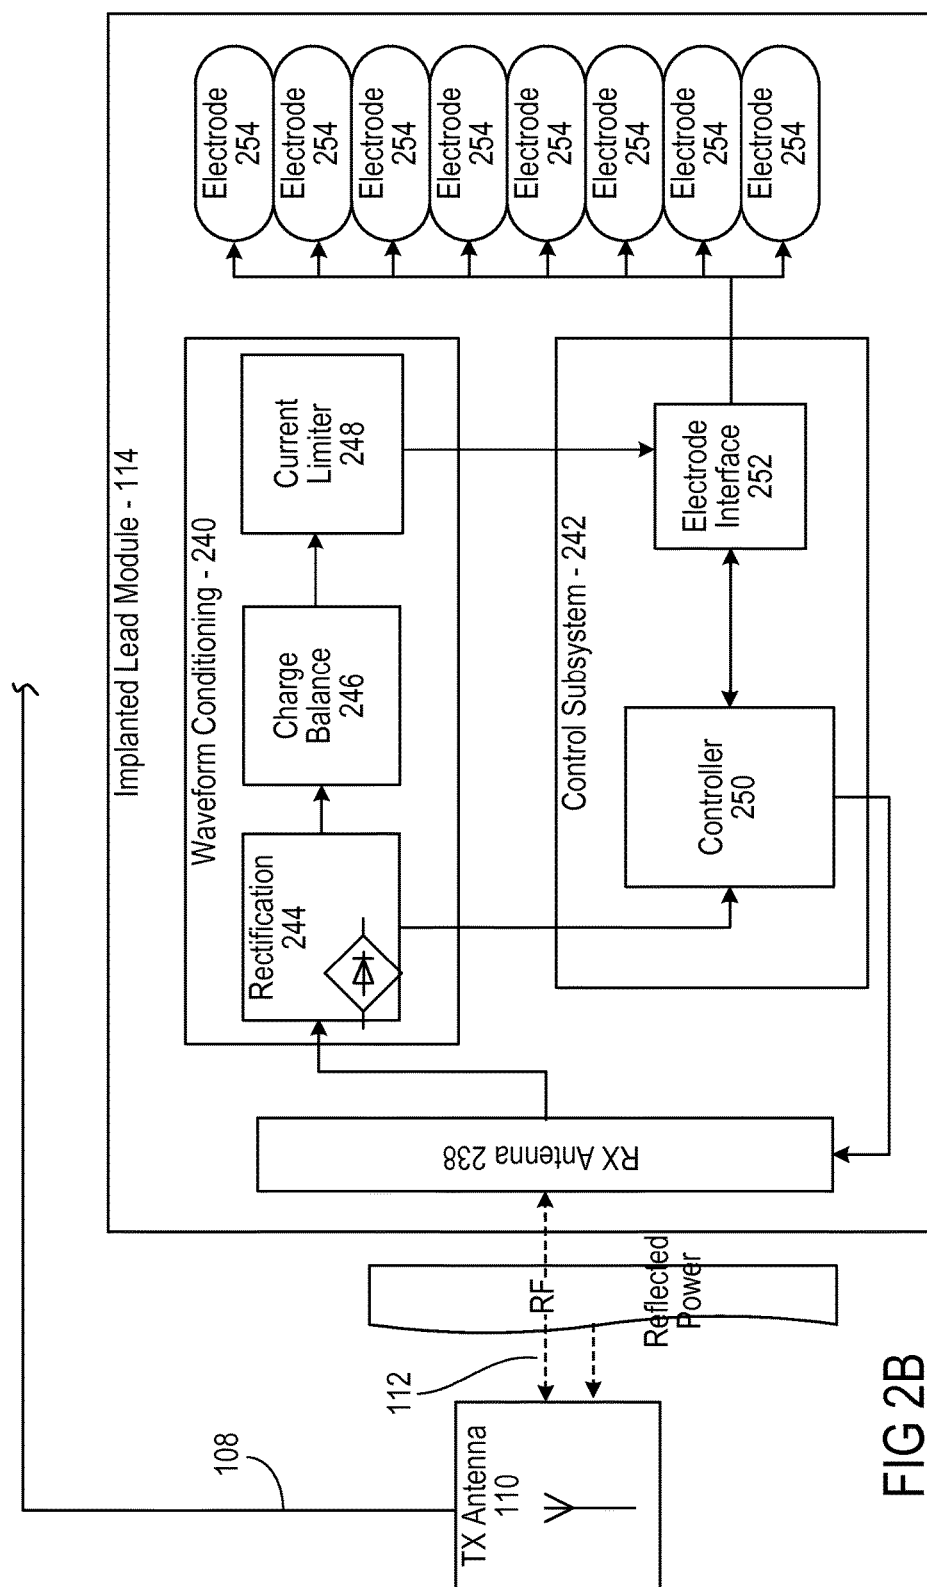 Implanted Lead Module - 114
Waveform Conditioning - 240
Rectification
244
Charge
Balance
246
Current
Limiter
248
Control Subsystem - 242
Controller
250
Electrode
Interface
252
Electrode
254
Electrode
254
Electrode
254
Electrode
254
Electrode
254
Electrode
254
Electrode
254
Electrode
254
RX Antenna 238
RF
Reflected
Power
112
108
TX Antenna
110
FIG 2B